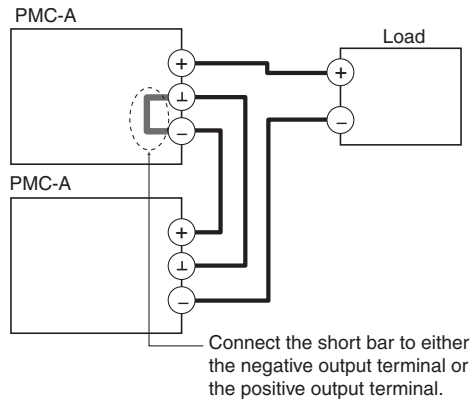 PMC-A
Load
+
⊥
−
+
−
PMC-A
+
⊥
−
Connect the short bar to either
the negative output terminal or
the positive output terminal.